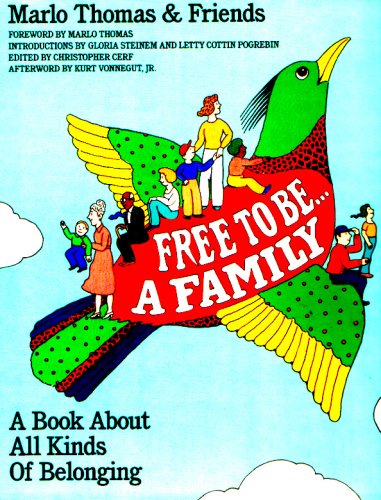 Marlo Thomas & Friends
FOREWORD BY MARLO THOMAS
INTRODUCTIONS BY GLORIA STEINEM AND LETTY COTTIN POGREBIN
EDITED BY CHRISTOPHER CERF
AFTERWORD BY KURT VONNEGUT, JR.
FREE TO BE...
A FAMILY
A Book About
All Kinds
Of Belonging